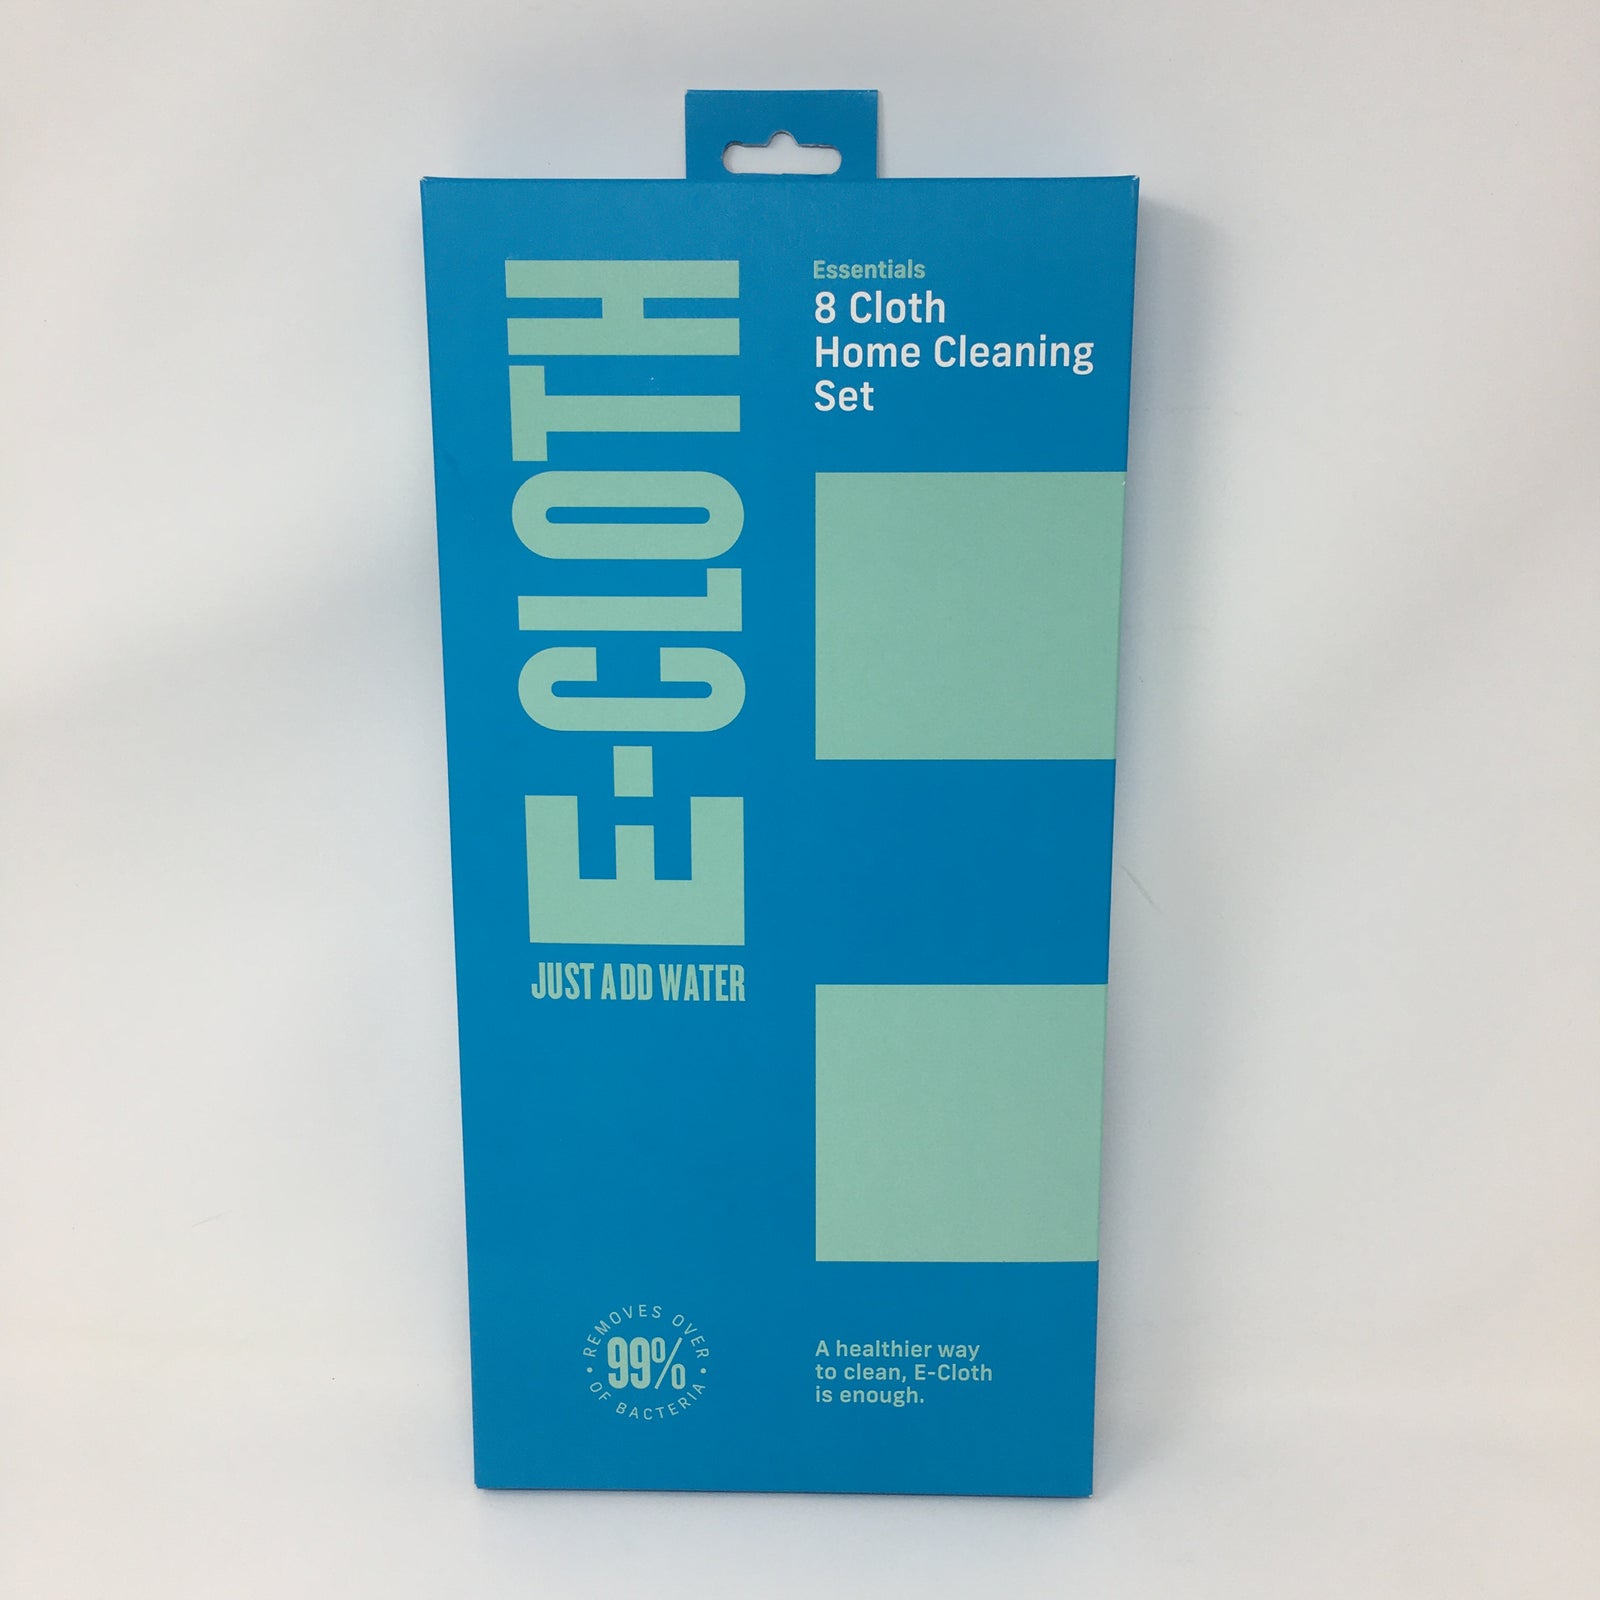 E-CLOTH
JUST ADD WATER
Essentials
8 Cloth
Home Cleaning
Set
REMOVES OVER
99%
OF BACTERIA
A healthier way
to clean, E-Cloth
is enough.